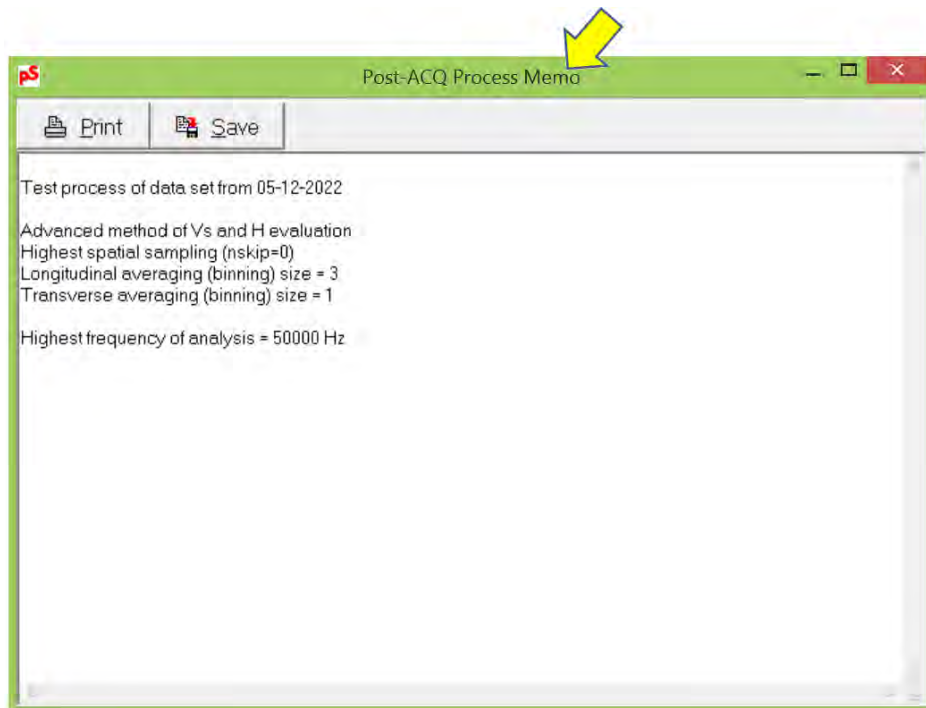 pS
Post-ACQ Process Memo
Print
Save
Test process of data set from 05-12-2022
Advanced method of Vs and H evaluation
Highest spatial sampling (nskip=0)
Longitudinal averaging (binning) size = 3
Transverse averaging (binning) size = 1
Highest frequency of analysis = 50000 Hz